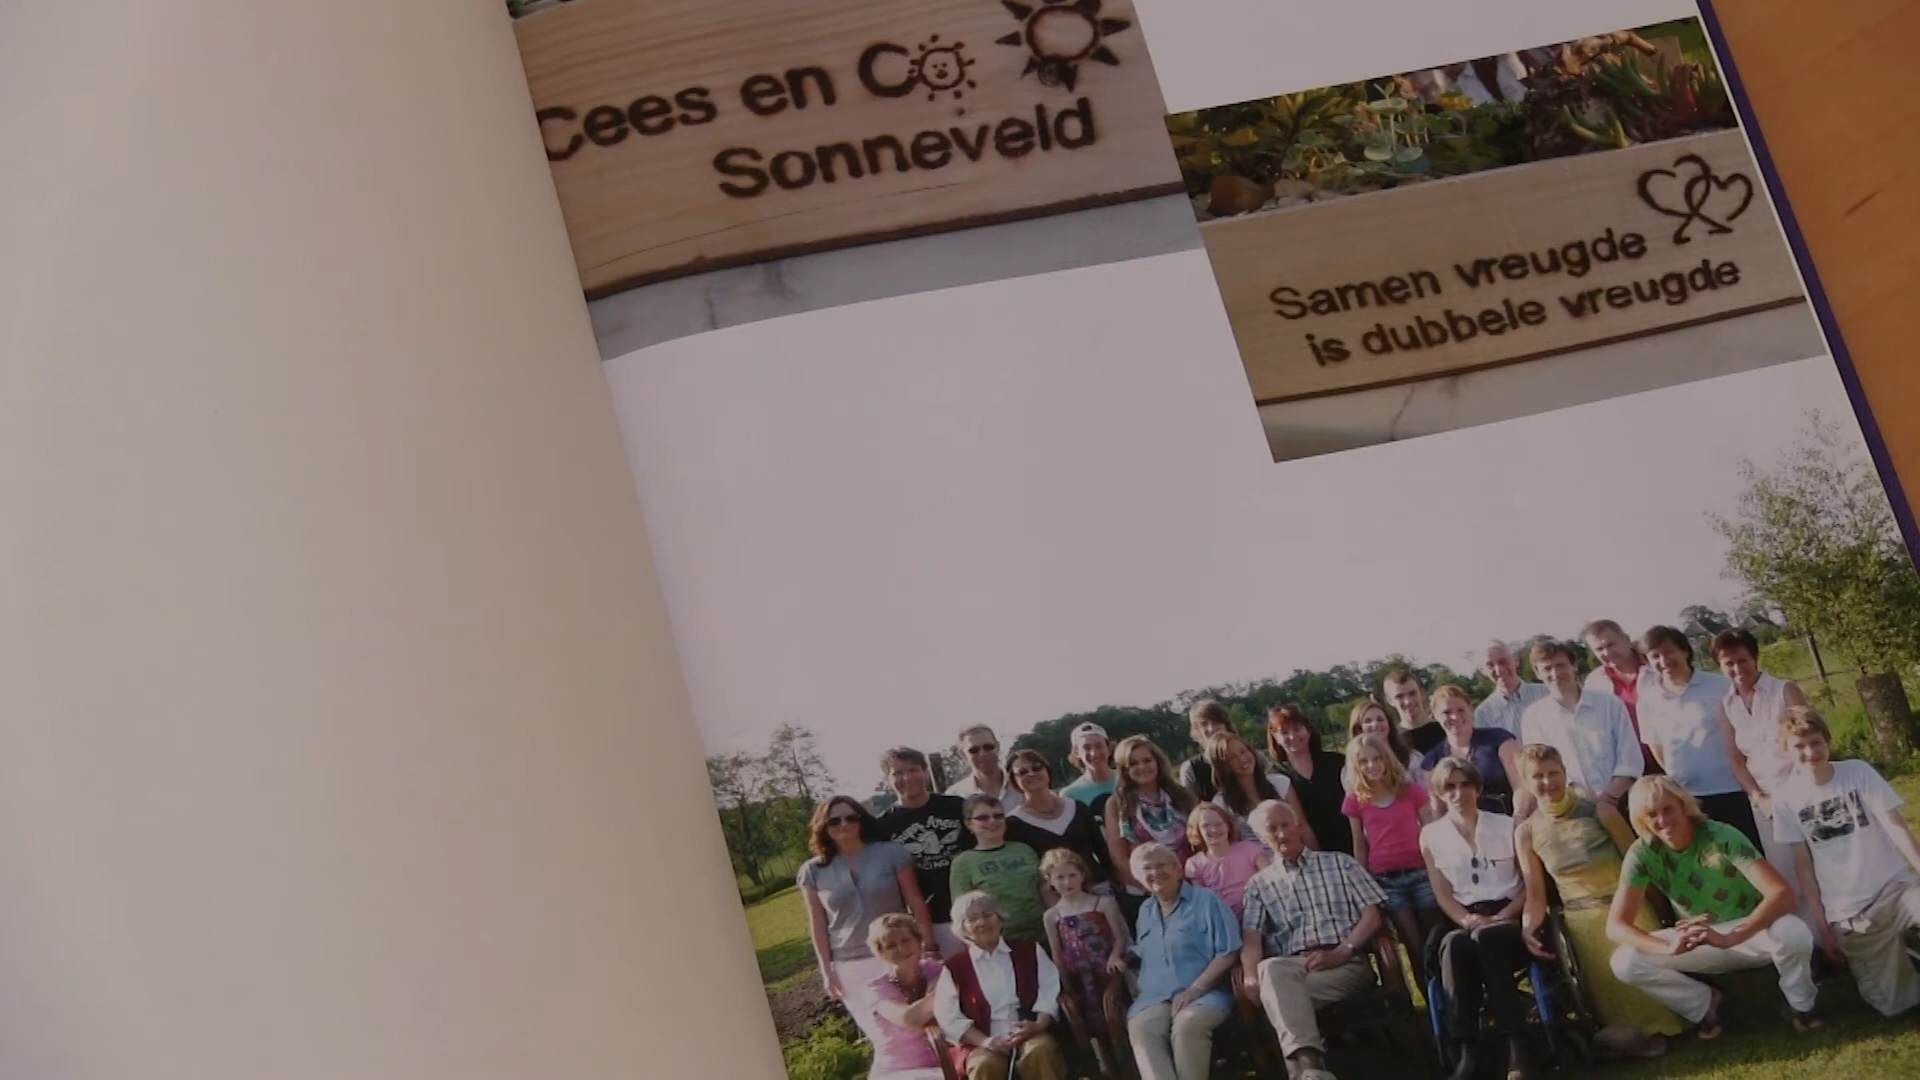 Cees en Co
Sonneveld
Samen vreugde
is dubbele vreugde